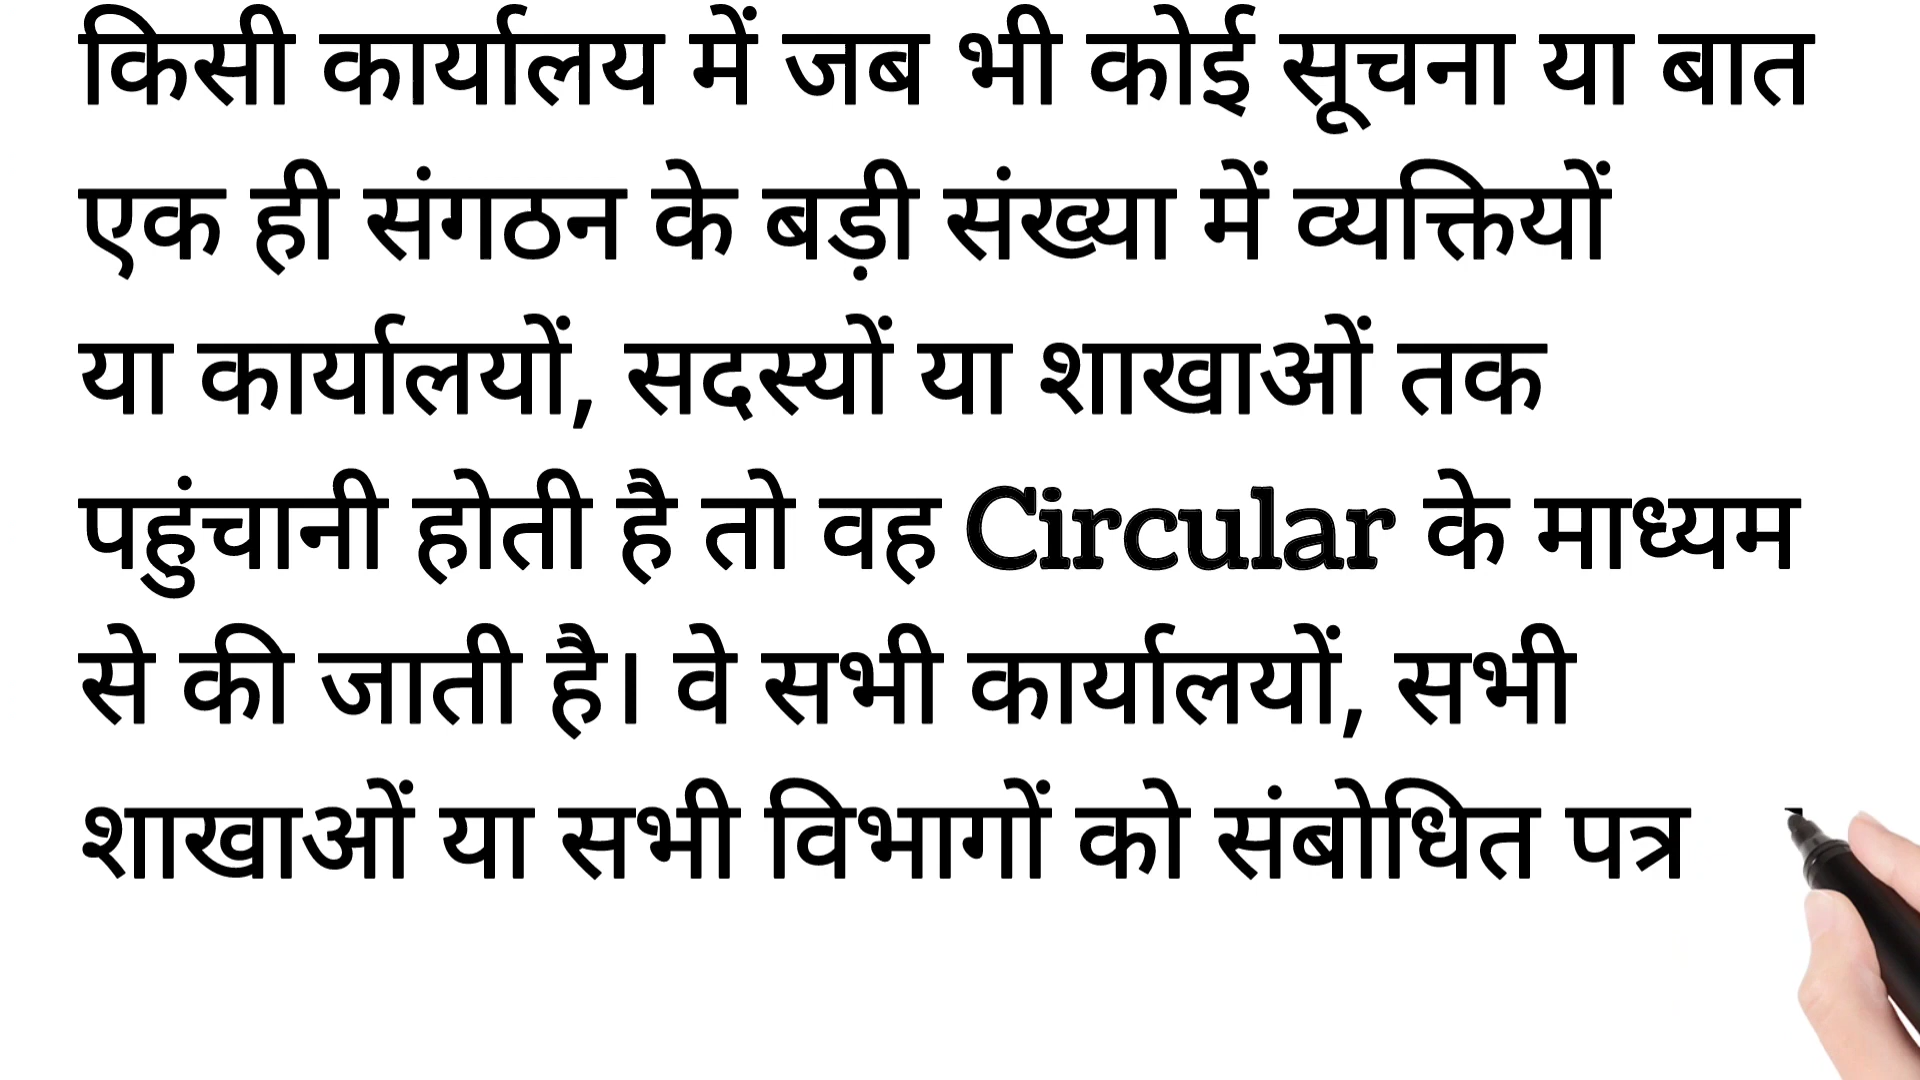 किसी कार्यालय में जब भी कोई सूचना या बात
एक ही संगठन के बड़ी संख्या में व्यक्तियों
या कार्यालयों, सदस्यों या शाखाओं तक
पहुंचानी होती है तो वह Circular के माध्यम
से की जाती है। वे सभी कार्यालयों, सभी
शाखाओं या सभी विभागों को संबोधित पत्र